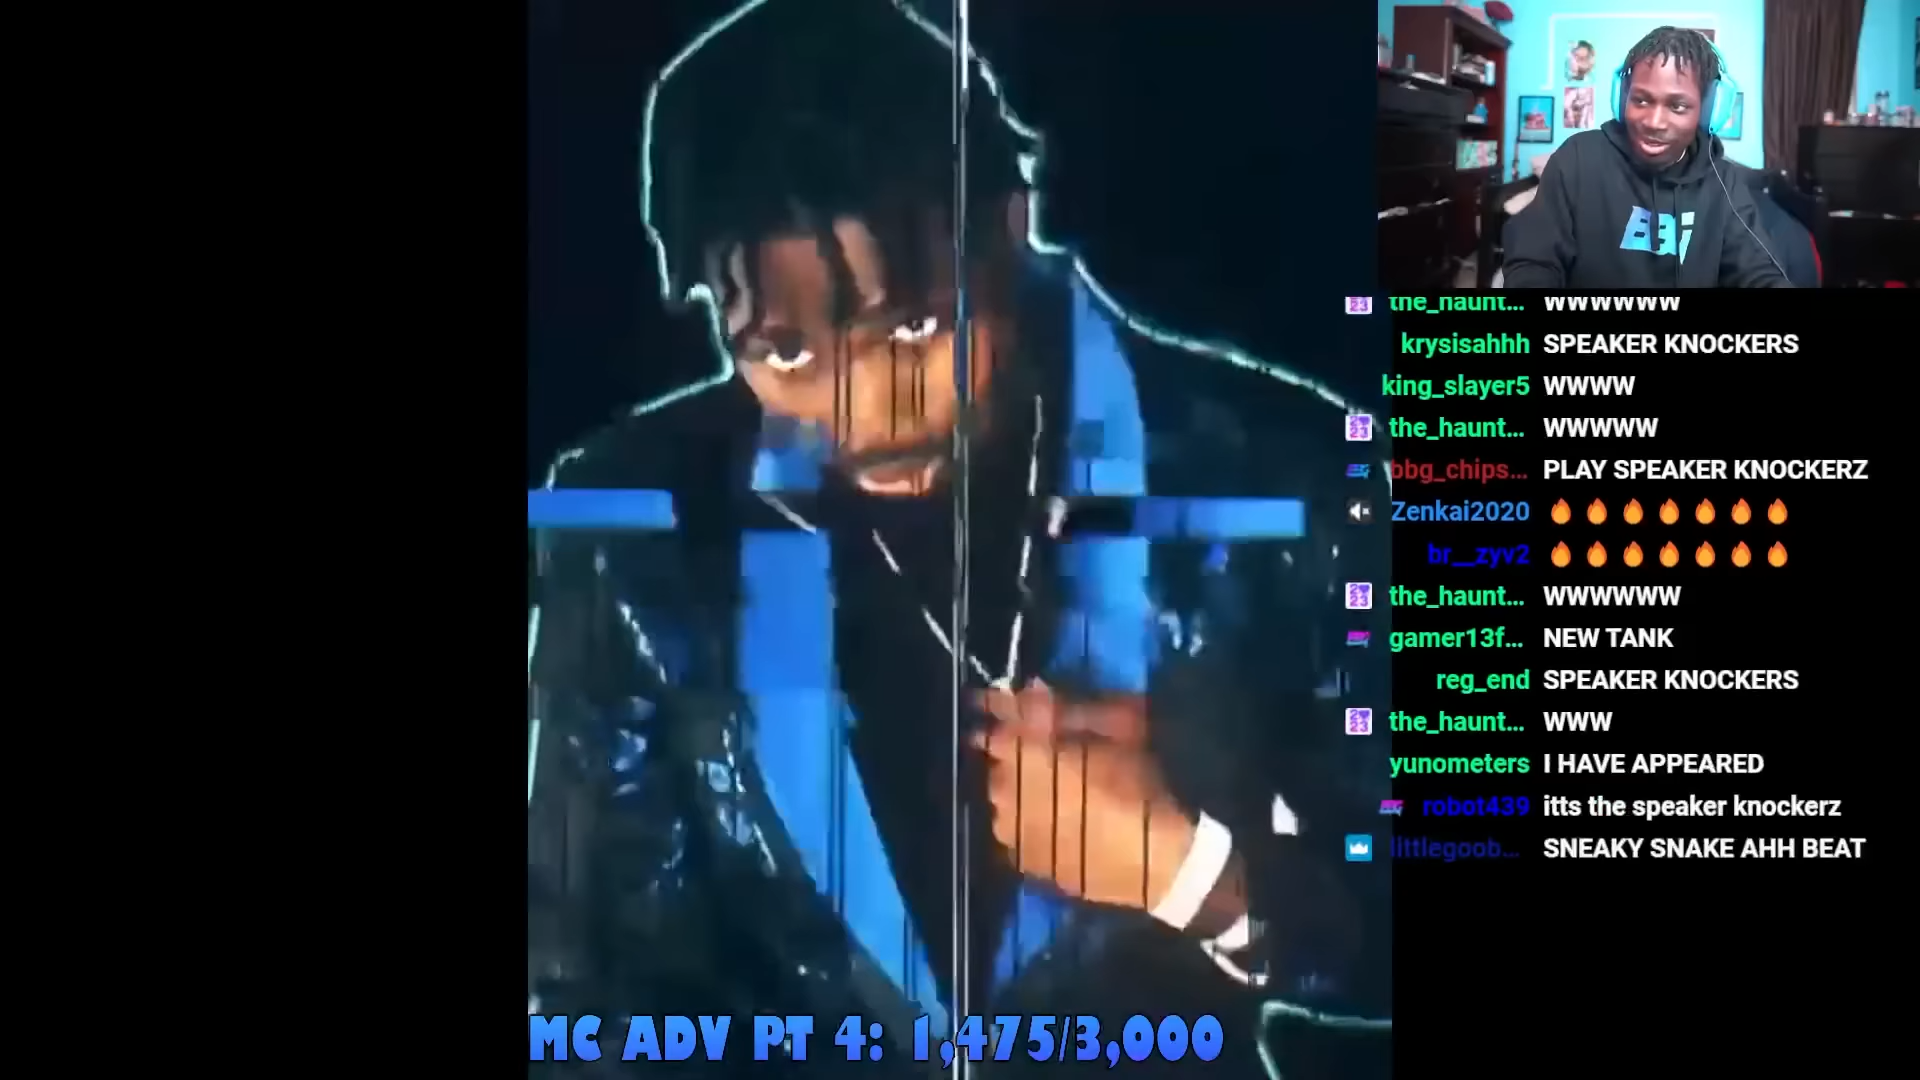 the_haunt... WWWWWW
krysisahhh SPEAKER KNOCKERS
king_slayer5 WWWW
the_haunt... WWWWW
bbg_chips... PLAY SPEAKER KNOCKERZ
Zenkai2020 🔥🔥🔥🔥🔥🔥🔥
br__zyv2 🔥🔥🔥🔥🔥🔥🔥
the_haunt... WWWWWW
gamer13f... NEW TANK
reg_end SPEAKER KNOCKERS
the_haunt... WWW
yunometers I HAVE APPEARED
robot439 itts the speaker knockerz
littlegoob... SNEAKY SNAKE AHH BEAT
MC ADV PT 4: 1,475/3,000